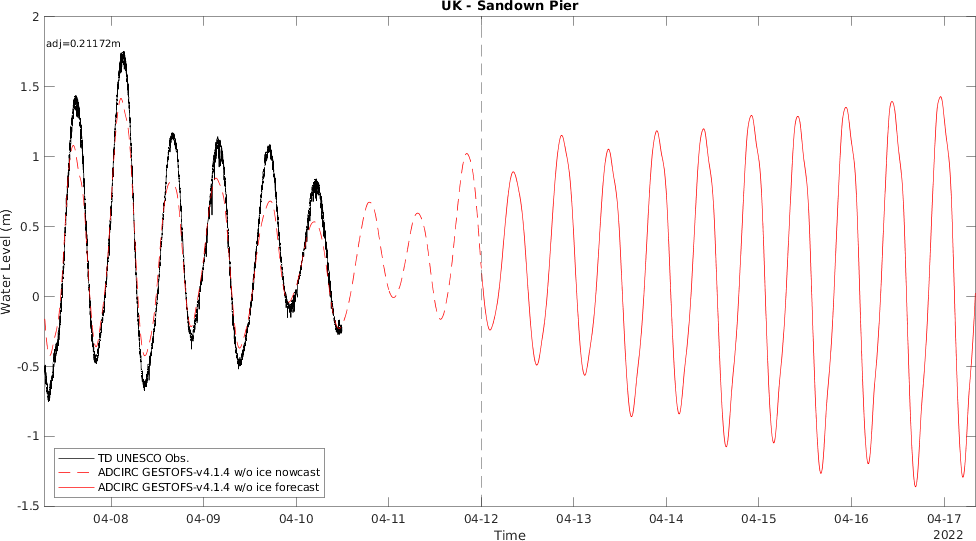 UK - Sandown Pier
adj=0.21172m
Water Level (m)
2
1.5
1
0.5
0
-0.5
-1
-1.5
TD UNESCO Obs.
ADCIRC GESTOFS-v4.1.4 w/o ice nowcast
ADCIRC GESTOFS-v4.1.4 w/o ice forecast
04-08 04-09 04-10 04-11 04-12 04-13 04-14 04-15 04-16 04-17
Time
2022